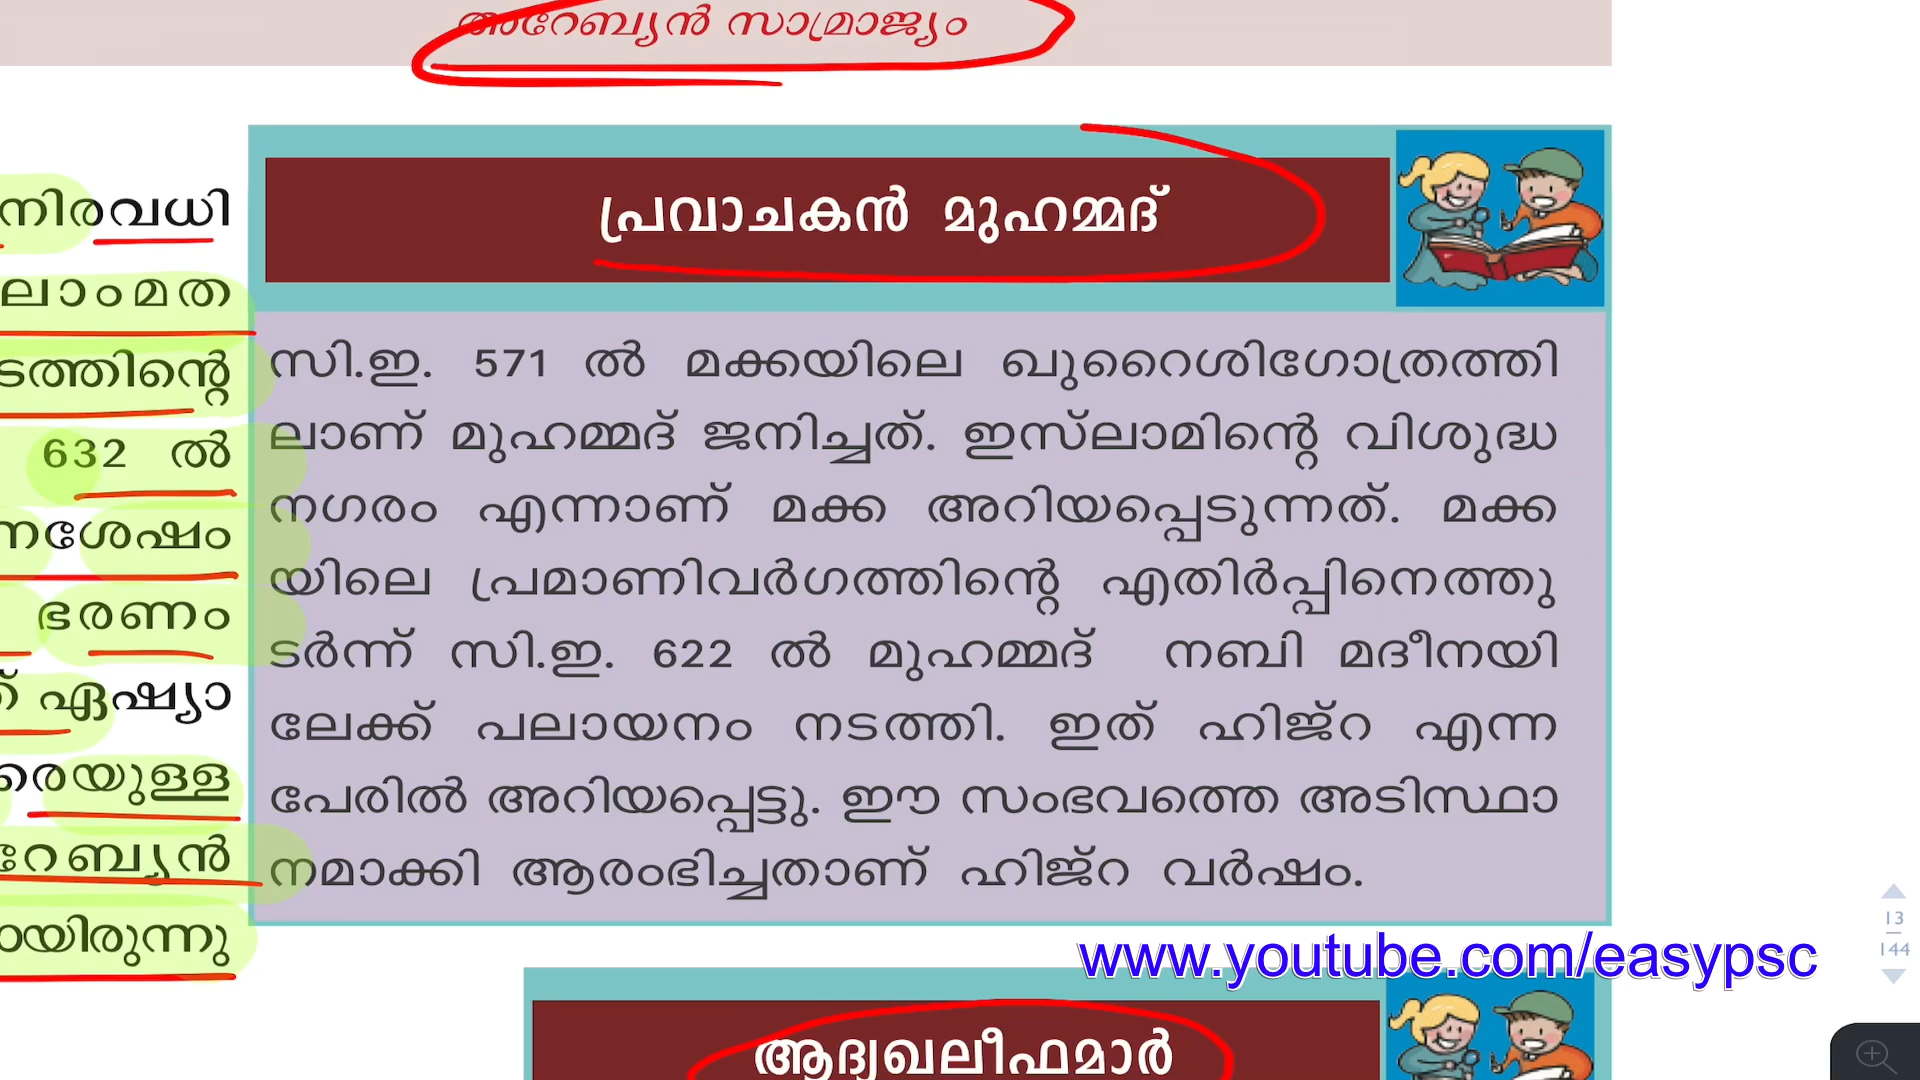 അറേബ്യൻ സാമ്രാജ്യം
പ്രവാചകൻ മുഹമ്മദ്
നിരവധി
ലാംമത
ടത്തിന്റെ
632 ൽ
നശേഷം
ഭരണം
ഏഷ്യാ
രെയുള്ള
റേബ്യൻ
ായിരുന്നു
സി.ഇ. 571 ൽ മക്കയിലെ ഖുറൈശിഗോത്രത്തി
ലാണ് മുഹമ്മദ് ജനിച്ചത്. ഇസ്‌ലാമിന്റെ വിശുദ്ധ
നഗരം എന്നാണ് മക്ക അറിയപ്പെടുന്നത്. മക്ക
യിലെ പ്രമാണിവർഗത്തിന്റെ എതിർപ്പിനെത്തു
ടർന്ന് സി.ഇ. 622 ൽ മുഹമ്മദ് നബി മദീനയി
ലേക്ക് പലായനം നടത്തി. ഇത് ഹിജ്റ എന്ന
പേരിൽ അറിയപ്പെട്ടു. ഈ സംഭവത്തെ അടിസ്ഥാ
നമാക്കി ആരംഭിച്ചതാണ് ഹിജ്റ വർഷം.
www.youtube.com/easypsc
13
144
ആദ്യഖലീഫമാർ